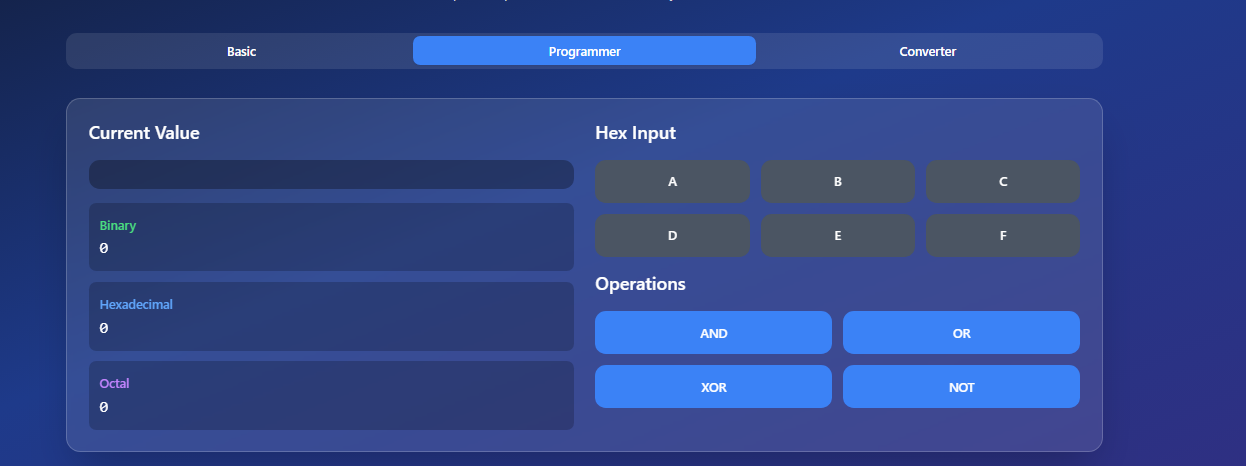 Basic
Programmer
Converter
Current Value
Binary
0
Hexadecimal
0
Octal
0
Hex Input
A
B
C
D
E
F
Operations
AND
OR
XOR
NOT